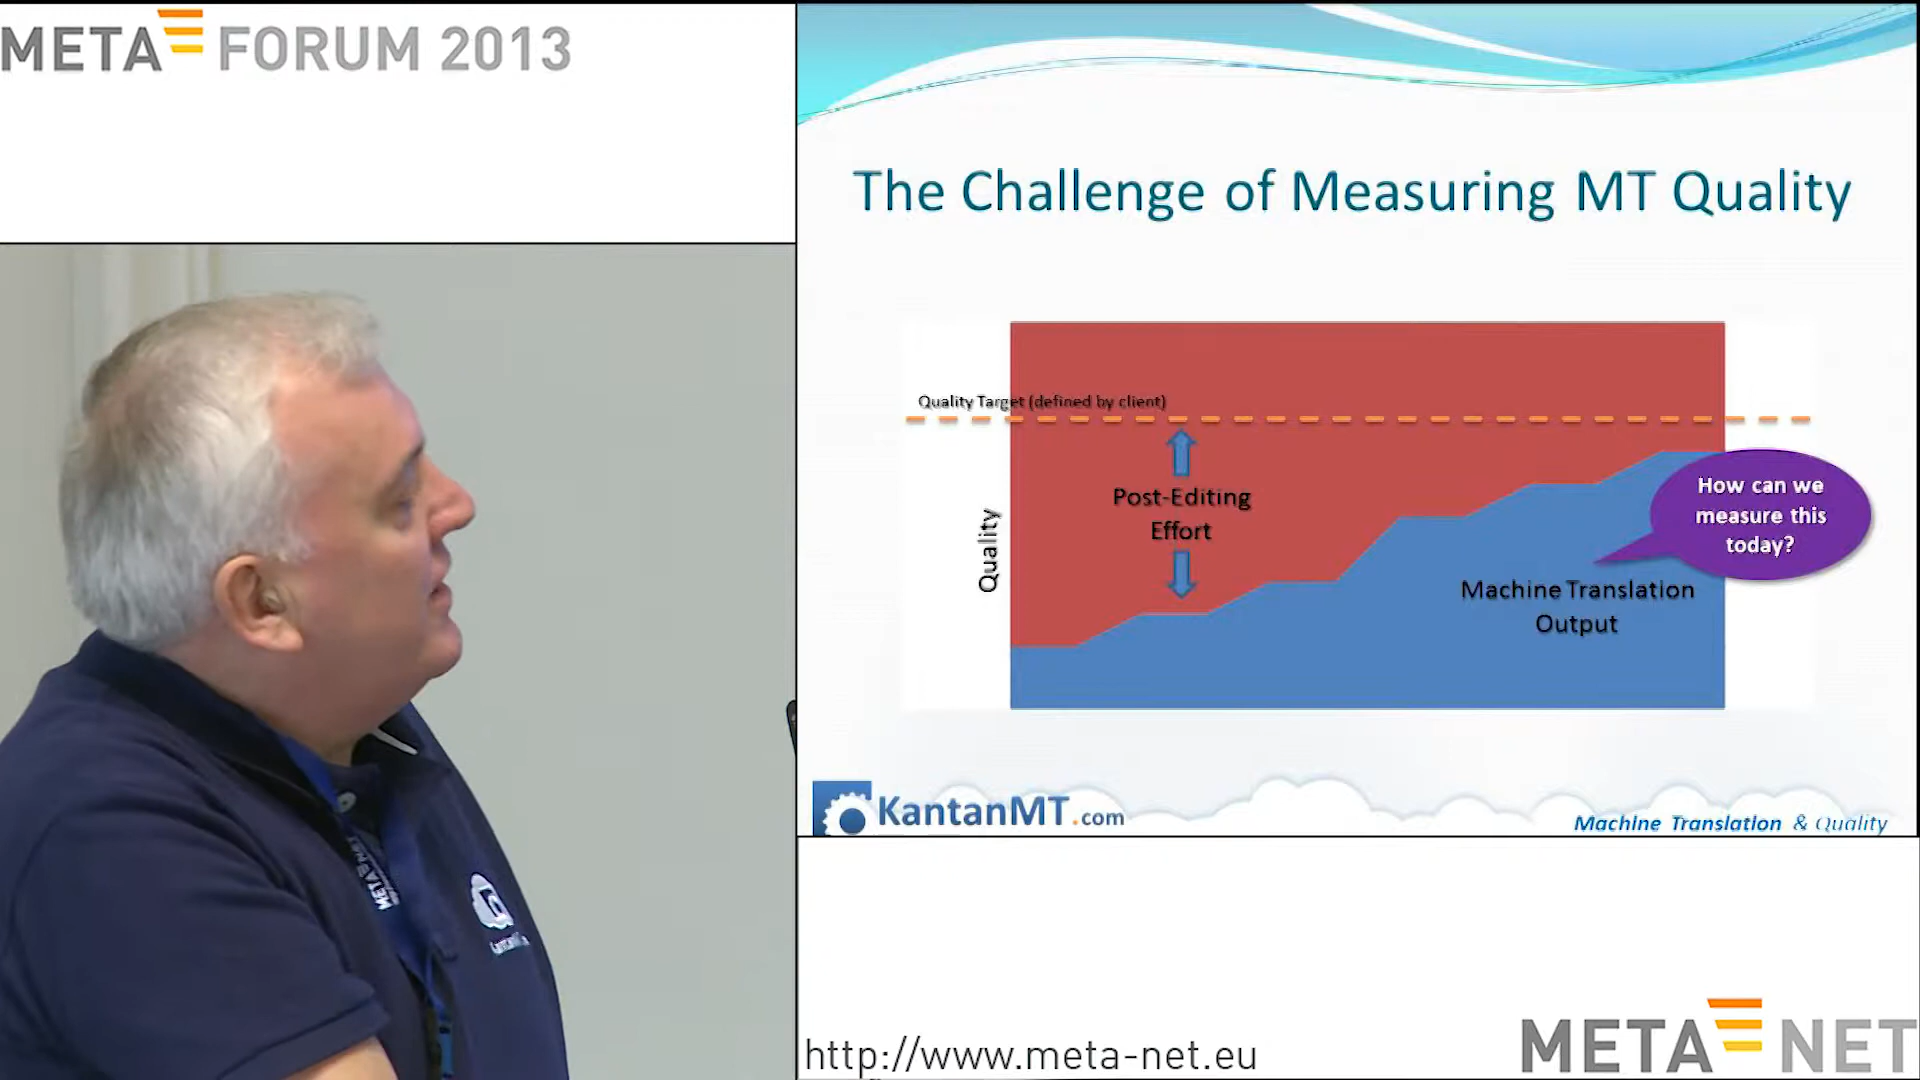 META FORUM 2013
The Challenge of Measuring MT Quality
Quality Target (defined by client)
Post-Editing
Effort
Quality
How can we
measure this
today?
Machine Translation
Output
KantanMT.com
Machine Translation & Quality
META
http://www.meta-net.eu
META NET